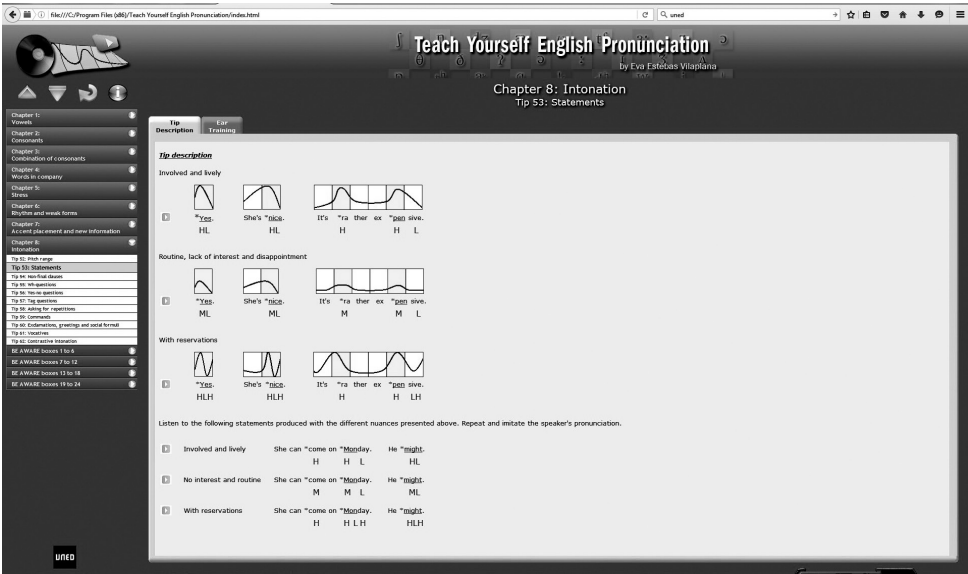 file:///C:/Program Files (x86)/Teach Yourself English Pronunciation/index.html
uned
Teach Yourself English Pronunciation
by Eva Estebas Vilaplana
Chapter 8: Intonation
Tip 53: Statements
Chapter 1:
Vowels
Chapter 2:
Consonants
Chapter 3:
Combination of consonants
Chapter 4:
Words in company
Chapter 5:
Stress
Chapter 6:
Rhythm and weak forms
Chapter 7:
Accent placement and new information
Chapter 8:
Intonation
Tip 52: Pitch range
Tip 53: Statements
Tip 54: Non-final clauses
Tip 55: Wh-questions
Tip 56: Yes-no questions
Tip 57: Tag questions
Tip 58: Asking for repetitions
Tip 59: Commands
Tip 60: Exclamations, greetings and social formuli
Tip 61: Vocatives
Tip 62: Contrastive intonation
BE AWARE boxes 1 to 6
BE AWARE boxes 7 to 12
BE AWARE boxes 13 to 18
BE AWARE boxes 19 to 24
UNED
Tip Description
Ear Training
Tip description
Involved and lively
*Yes. She's *nice. It's *ra ther ex *pen sive.
HL HL H H L
Routine, lack of interest and disappointment
*Yes. She's *nice. It's *ra ther ex *pen sive.
ML ML M M L
With reservations
*Yes. She's *nice. It's *ra ther ex *pen sive.
HLH HLH H H LH
Listen to the following statements produced with the different nuances presented above. Repeat and imitate the speaker's pronunciation.
Involved and lively She can *come on *Monday. He *might.
H H L HL
No interest and routine She can *come on *Monday. He *might.
M M L ML
With reservations She can *come on *Monday. He *might.
H H L H HLH